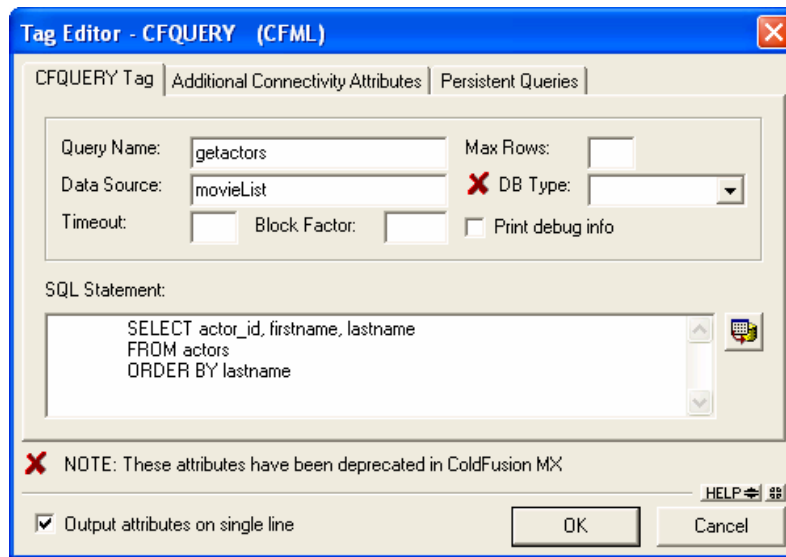 Tag Editor - CFQUERY (CFML)
CFQUERY Tag Additional Connectivity Attributes Persistent Queries
Query Name: getactors Max Rows:
Data Source: movieList DB Type:
Timeout: Block Factor: Print debug info
SQL Statement:
SELECT actor_id, firstname, lastname
FROM actors
ORDER BY lastname
NOTE: These attributes have been deprecated in ColdFusion MX
HELP
Output attributes on single line OK Cancel